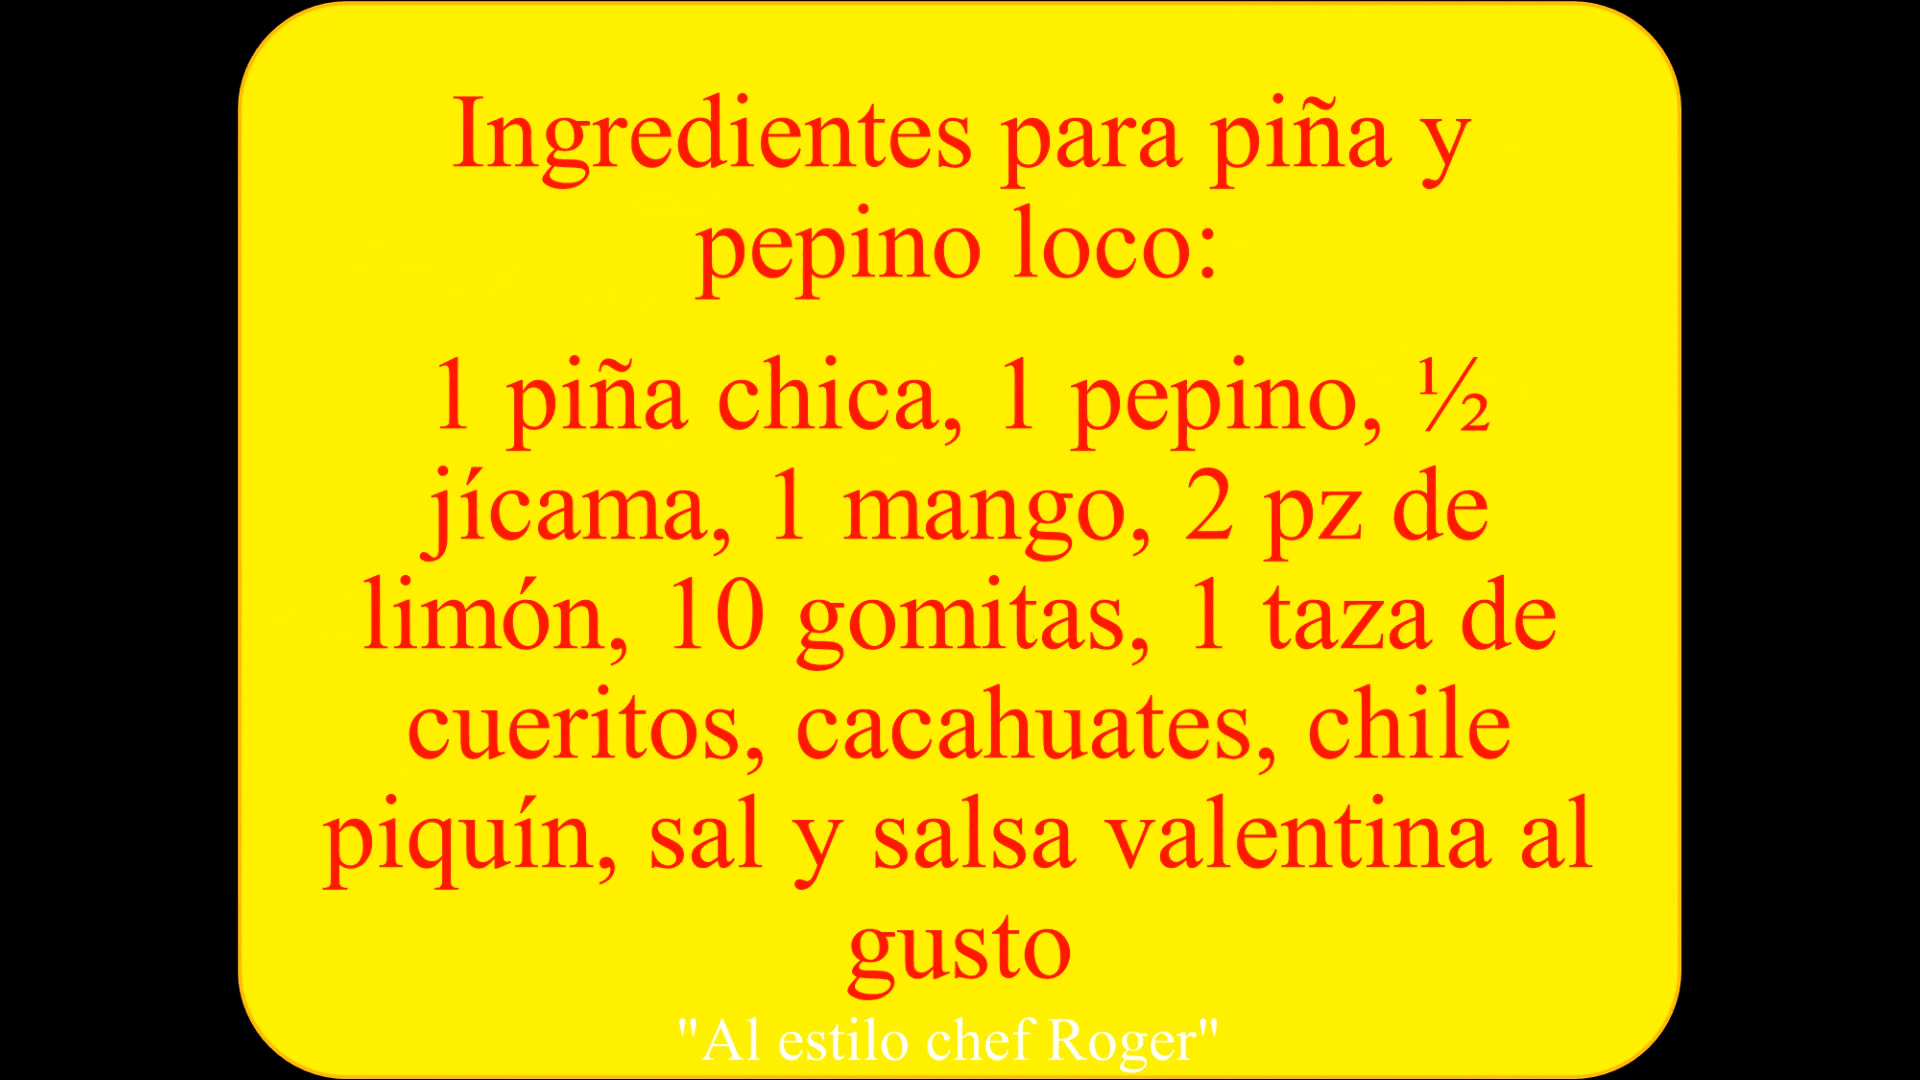 Ingredientes para piña y
pepino loco:
1 piña chica, 1 pepino, ½
jícama, 1 mango, 2 pz de
limón, 10 gomitas, 1 taza de
cueritos, cacahuates, chile
piquín, sal y salsa valentina al
gusto
"Al estilo chef Roger"